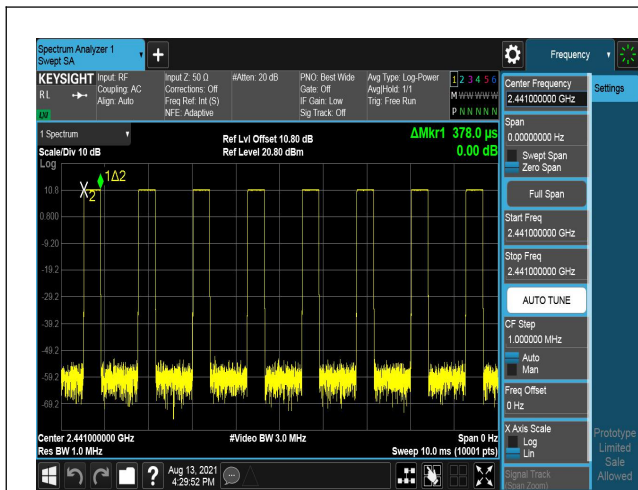 Spectrum Analyzer 1
Swept SA
Frequency
KEYSIGHT
RL
LXI
Input: RF
Coupling: AC
Align: Auto
Input Z: 50 Ω
Corrections: Off
Freq Ref: Int (S)
NFE: Adaptive
#Atten: 20 dB
PNO: Best Wide
Gate: Off
IF Gain: Low
Sig Track: Off
Avg Type: Log-Power
Avg|Hold: 1/1
Trig: Free Run
1 2 3 4 5 6
M W W W W W
P N N N N N
1 Spectrum
Scale/Div 10 dB
Log
Ref Lvl Offset 10.80 dB
Ref Level 20.80 dBm
ΔMkr1 378.0 µs
0.00 dB
1Δ2
2
10.8
0.800
-9.20
-19.2
-29.2
-39.2
-49.2
-59.2
-69.2
Center 2.441000000 GHz
Res BW 1.0 MHz
#Video BW 3.0 MHz
Span 0 Hz
Sweep 10.0 ms (10001 pts)
Aug 13, 2021
4:29:52 PM
Center Frequency
2.441000000 GHz
Span
0.00000000 Hz
Swept Span
Zero Span
Full Span
Start Freq
2.441000000 GHz
Stop Freq
2.441000000 GHz
AUTO TUNE
CF Step
1.000000 MHz
Auto
Man
Freq Offset
0 Hz
X Axis Scale
Log
Lin
Signal Track
(Span Zoom)
Settings
Prototype
Limited
Sale
Allowed